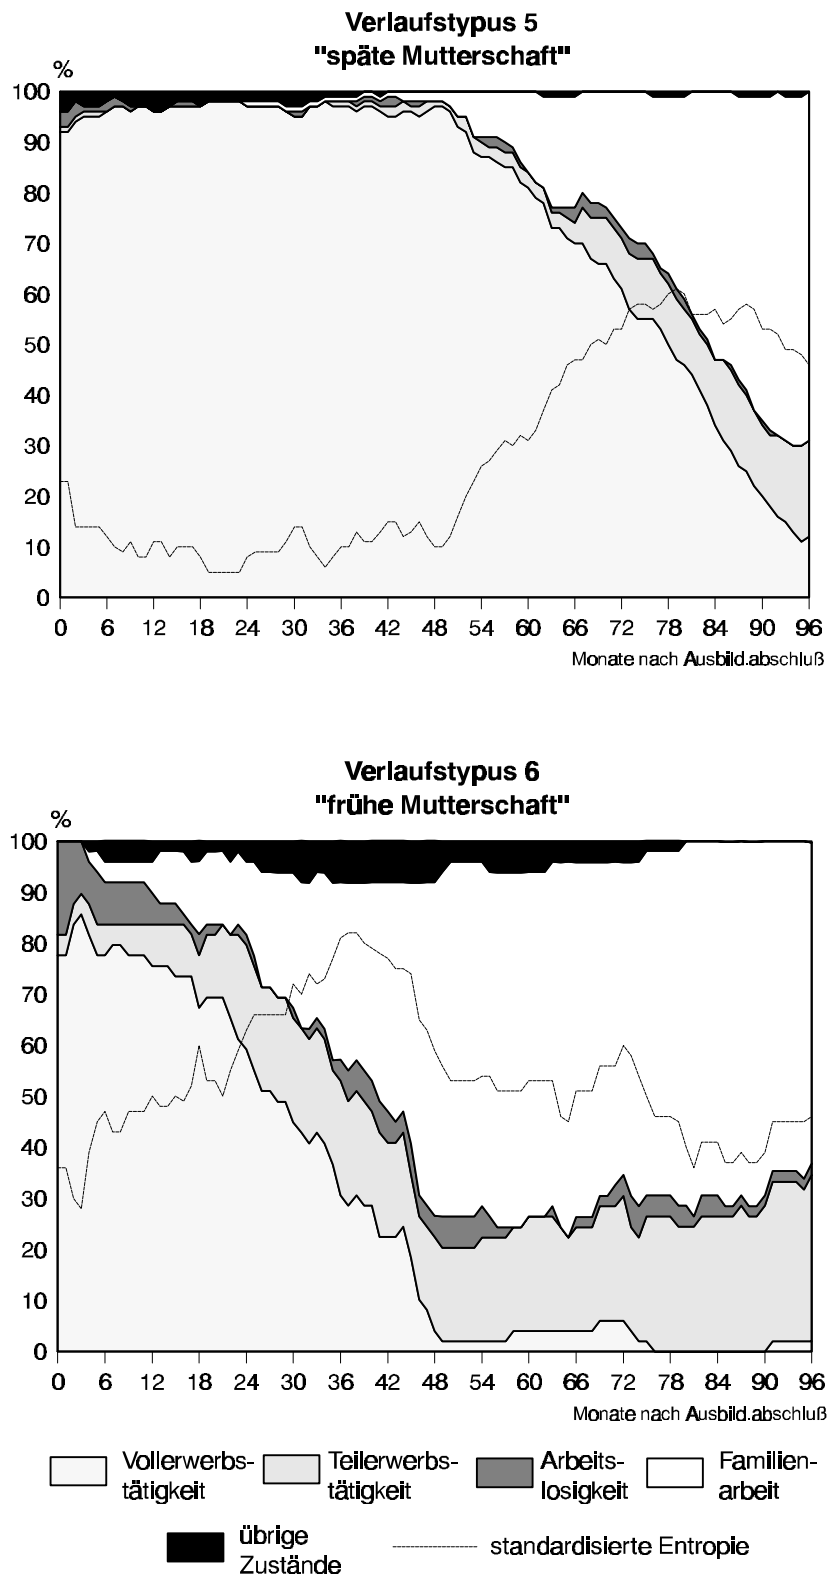 Verlaufstypus 5
"späte Mutterschaft"
%
100
90
80
70
60
50
40
30
20
10
0
0 6 12 18 24 30 36 42 48 54 60 66 72 78 84 90 96
Monate nach Ausbild.abschluß
Verlaufstypus 6
"frühe Mutterschaft"
%
100
90
80
70
60
50
40
30
20
10
0
0 6 12 18 24 30 36 42 48 54 60 66 72 78 84 90 96
Monate nach Ausbild.abschluß
Vollerwerbs- Teilerwerbs- Arbeits- Familien-
tätigkeit tätigkeit losigkeit arbeit
übrige standardisierte Entropie
Zustände